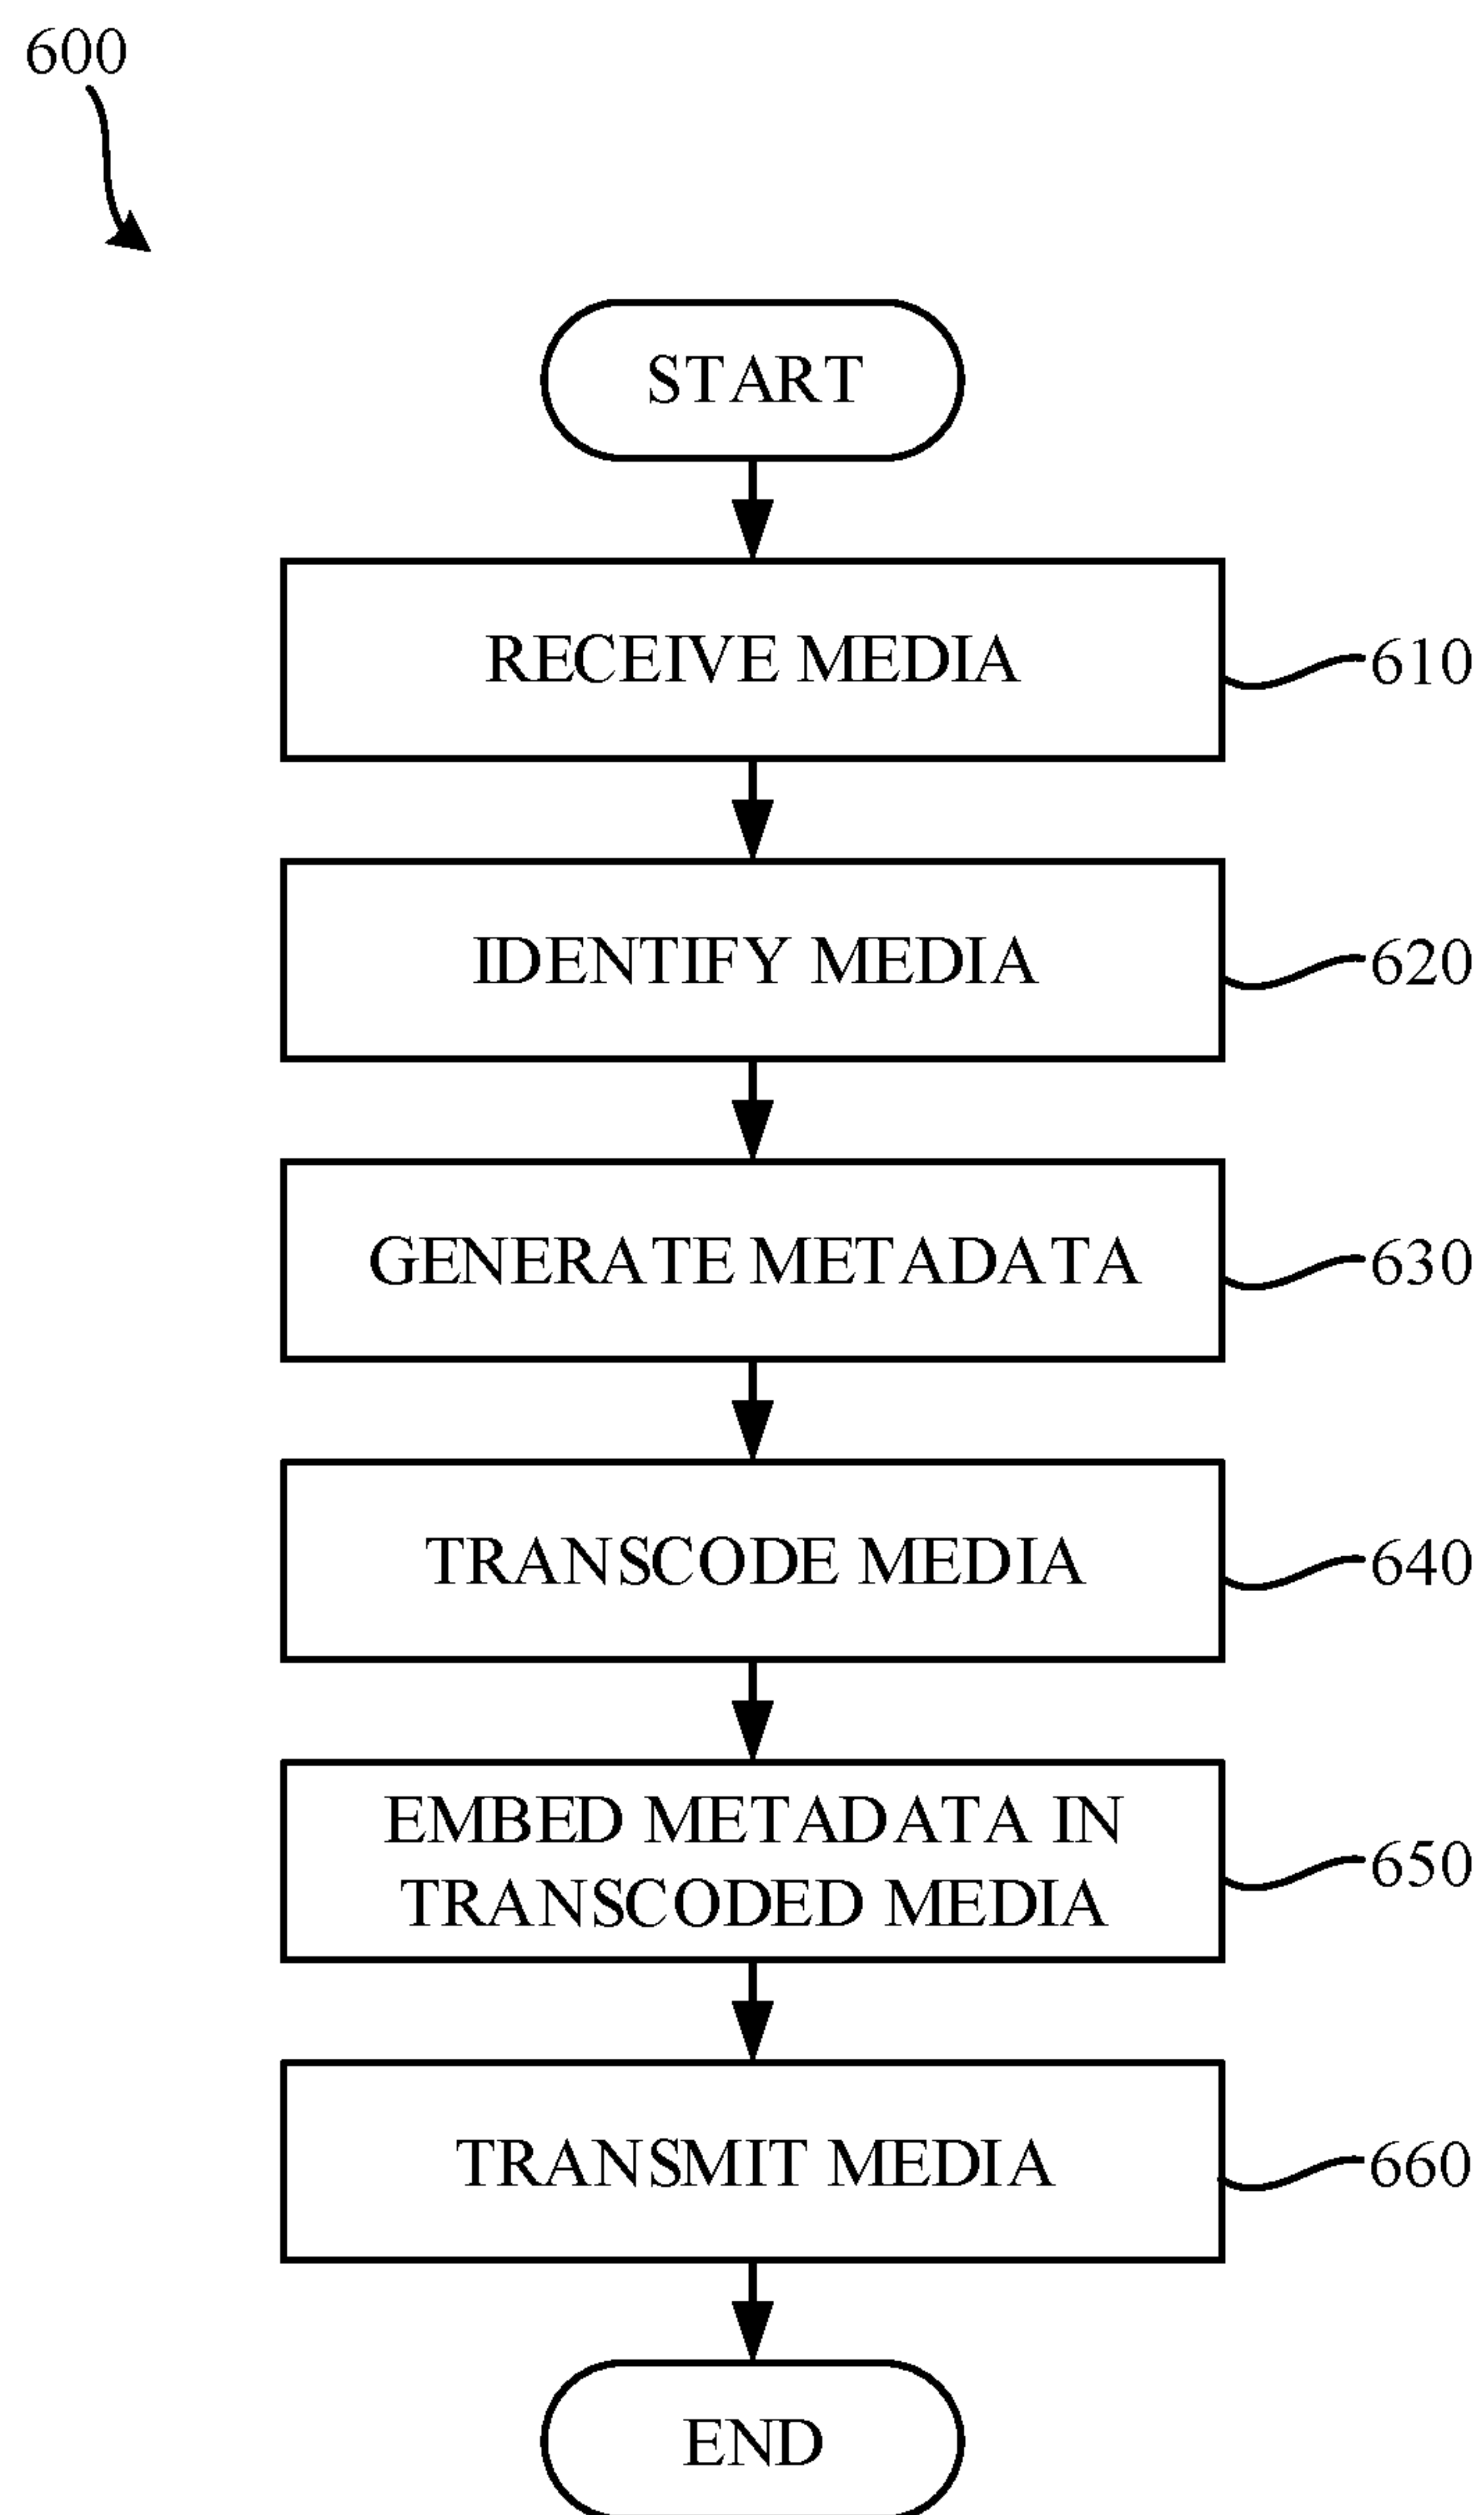 600
START
RECEIVE MEDIA
610
IDENTIFY MEDIA
620
GENERATE METADATA
630
TRANSCODE MEDIA
640
EMBED METADATA IN
TRANSCODED MEDIA
650
TRANSMIT MEDIA
660
END